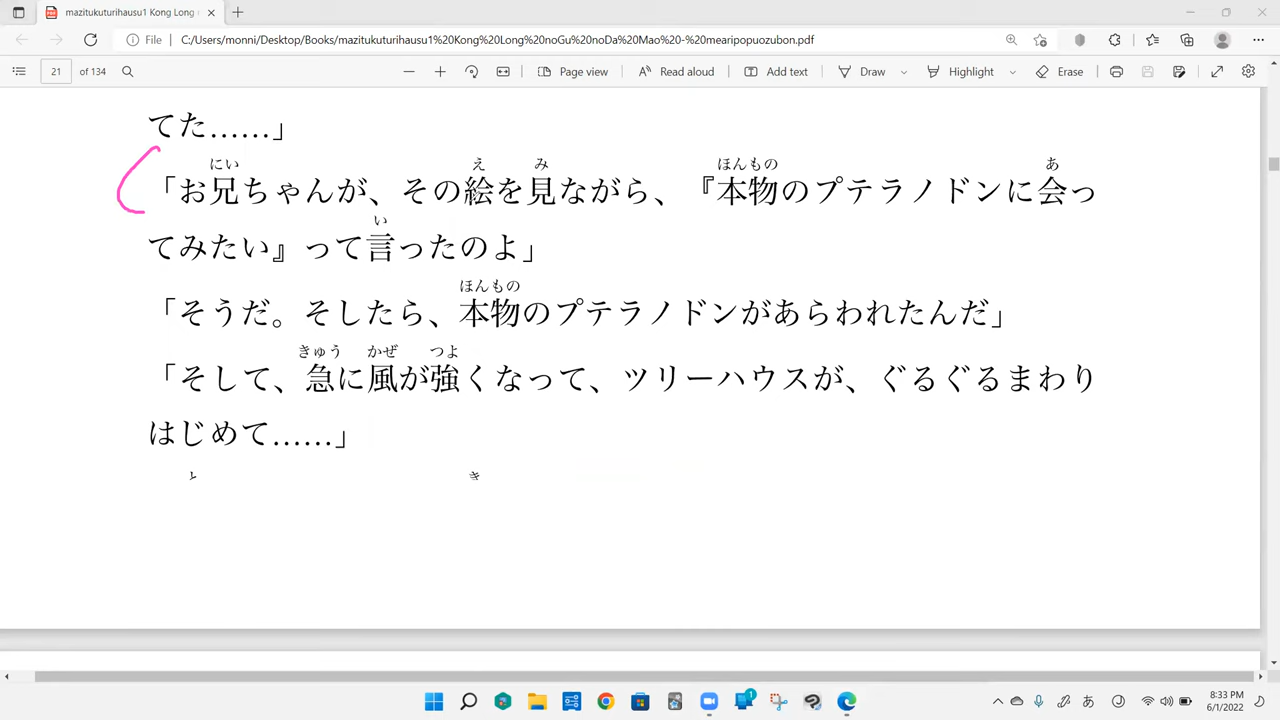 mazitukuturihausu1 Kong Long
File C:/Users/monni/Desktop/Books/mazitukuturihausu1%20Kong%20Long%20noGu%20noDa%20Mao%20-%20mearipopuozubon.pdf
21 of 134 Page view Read aloud Add text Draw Highlight Erase
てた……」
にい え み ほんもの あ
「お兄ちゃんが、その絵を見ながら、『本物のプテラノドンに会っ
い
てみたい』って言ったのよ」
ほんもの
「そうだ。そしたら、本物のプテラノドンがあらわれたんだ」
きゅう かぜ つよ
「そして、急に風が強くなって、ツリーハウスが、ぐるぐるまわり
はじめて……」
と き
1 あ 8:33 PM
6/1/2022